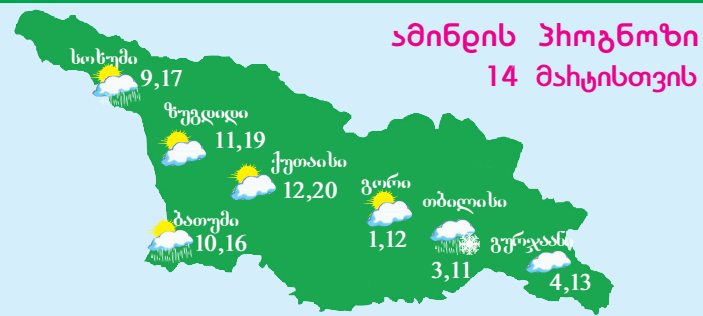 ამინდის პროგნოზი
14 მარტისთვის
სოხუმი
9,17
ზუგდიდი
11,19
ქუთაისი
12,20
გორი
1,12
თბილისი
3,11
ბათუმი
10,16
გურჯაანი
4,13